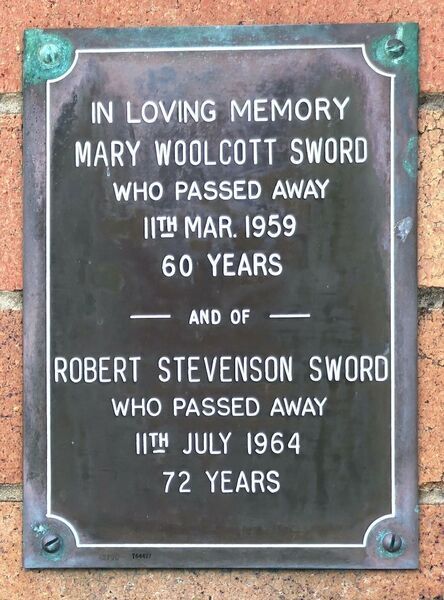 IN LOVING MEMORY
MARY WOOLCOTT SWORD
WHO PASSED AWAY
11TH MAR. 1959
60 YEARS
AND OF
ROBERT STEVENSON SWORD
WHO PASSED AWAY
11TH JULY 1964
72 YEARS